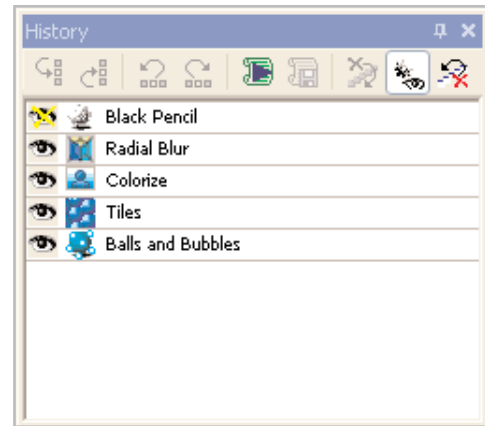 History
Black Pencil
Radial Blur
Colorize
Tiles
Balls and Bubbles